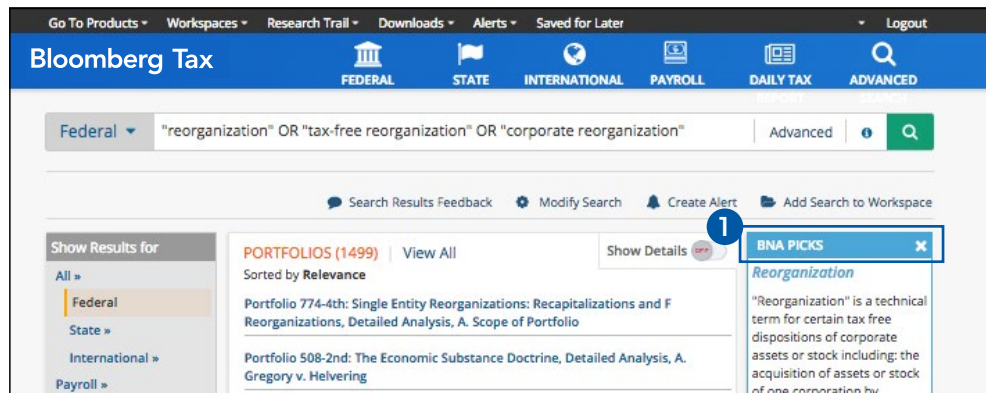 Go To Products Workspaces Research Trail Downloads Alerts Saved for Later Logout
Bloomberg Tax
FEDERAL STATE INTERNATIONAL PAYROLL DAILY TAX ADVANCED
Federal "reorganization" OR "tax-free reorganization" OR "corporate reorganization" Advanced
Search Results Feedback Modify Search Create Alert Add Search to Workspace
1
Show Results for
All »
Federal
State »
International »
Payroll »
PORTFOLIOS (1499) | View All
Show Details OFF
Sorted by Relevance
Portfolio 774-4th: Single Entity Reorganizations: Recapitalizations and F
Reorganizations, Detailed Analysis, A. Scope of Portfolio
Portfolio 508-2nd: The Economic Substance Doctrine, Detailed Analysis, A.
Gregory v. Helvering
BNA PICKS
Reorganization
"Reorganization" is a technical
term for certain tax free
dispositions of corporate
assets or stock including: the
acquisition of assets or stock
of one corporation by